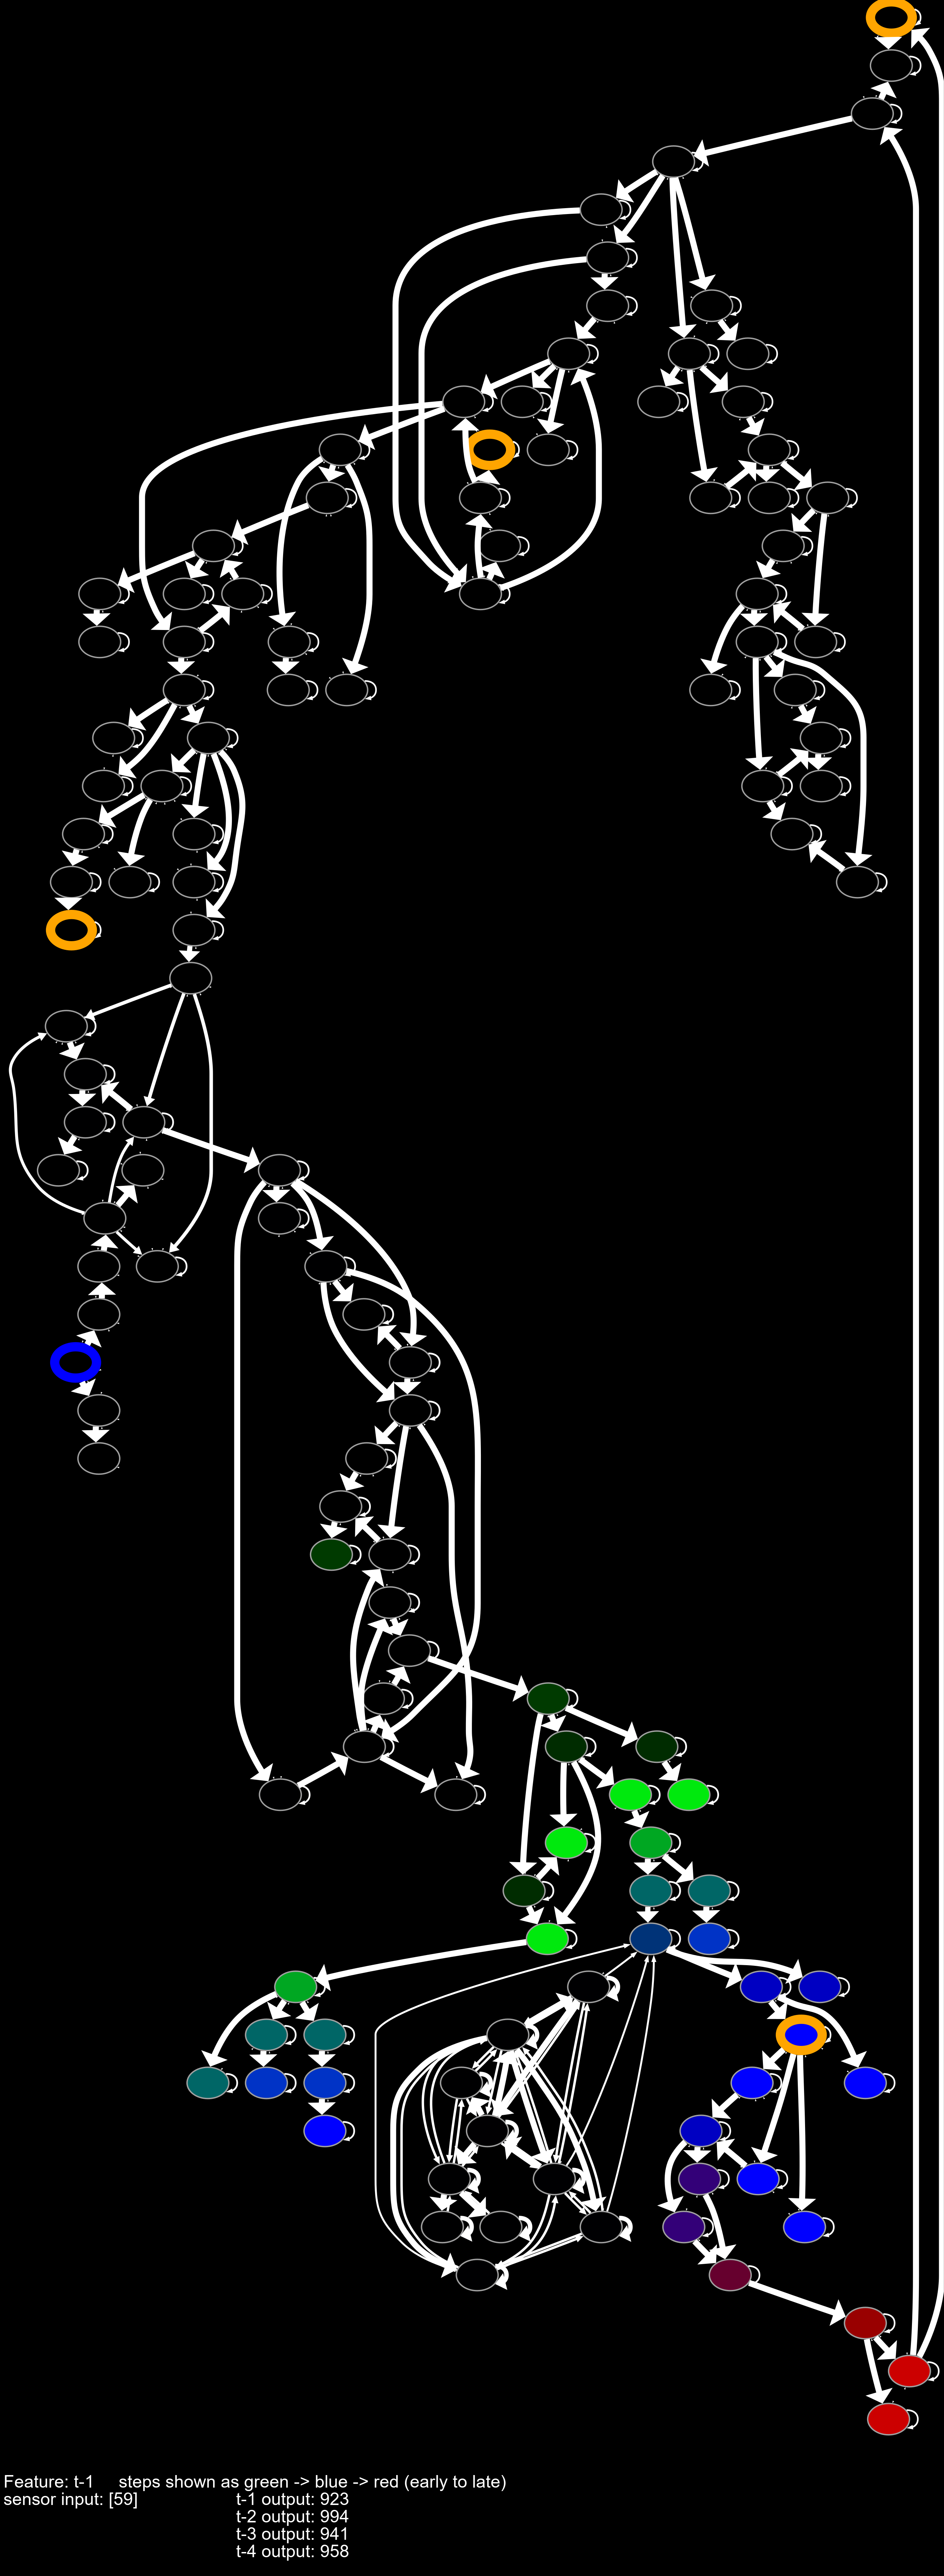 Feature: t-1 steps shown as green -> blue -> red (early to late)
sensor input: [59] t-1 output: 923
t-2 output: 994
t-3 output: 941
t-4 output: 958